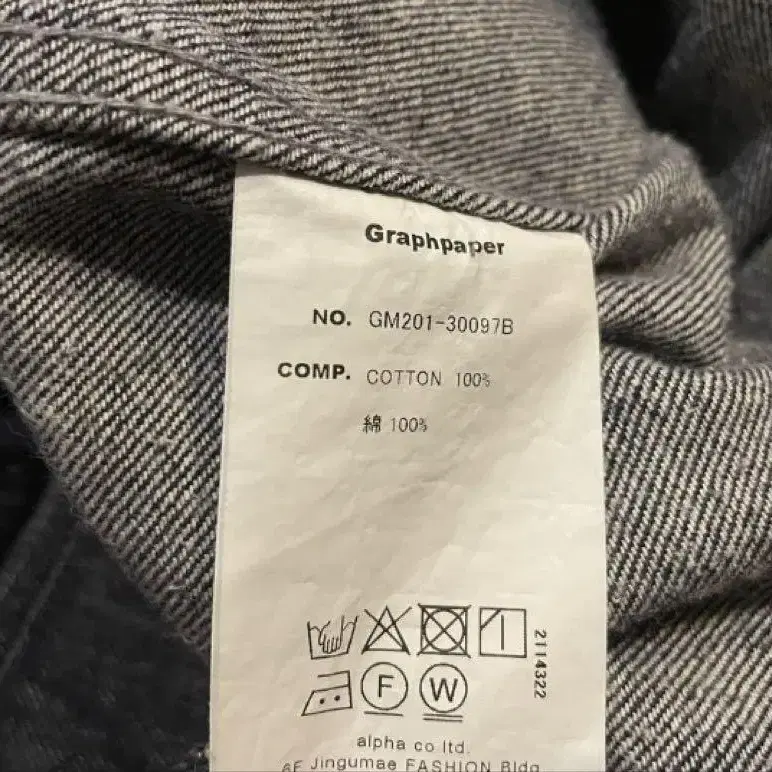 Graphpaper
NO. GM201-30097B
COMP. COTTON 100%
綿 100%
2114322
F W
alpha co ltd.
6F Jingumae FASHION Bldg